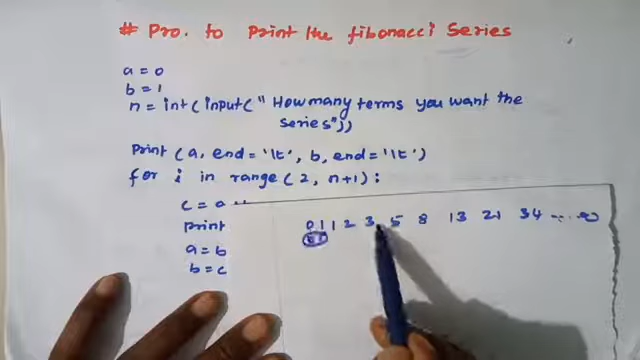 # Pro. to Print the fibonacci Series
a = 0
b = 1
n = int(input("How many terms you want the
series"))
Print (a, end='\t', b, end='\t')
for i in range(2, n+1):
c = a
Print
a = b
b = c
0 1 1 2 3 5 8 13 21 34 --- ∞